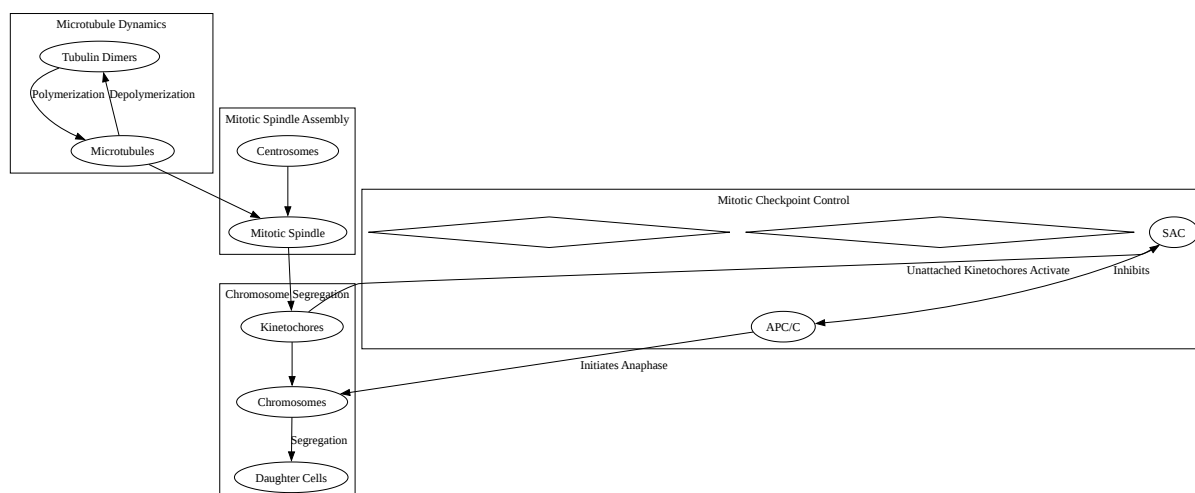 Microtubule Dynamics
Tubulin Dimers
Polymerization
Depolymerization
Microtubules
Mitotic Spindle Assembly
Centrosomes
Mitotic Spindle
Mitotic Checkpoint Control
SAC
Unattached Kinetochores Activate
Inhibits
APC/C
Initiates Anaphase
Chromosome Segregation
Kinetochores
Chromosomes
Segregation
Daughter Cells